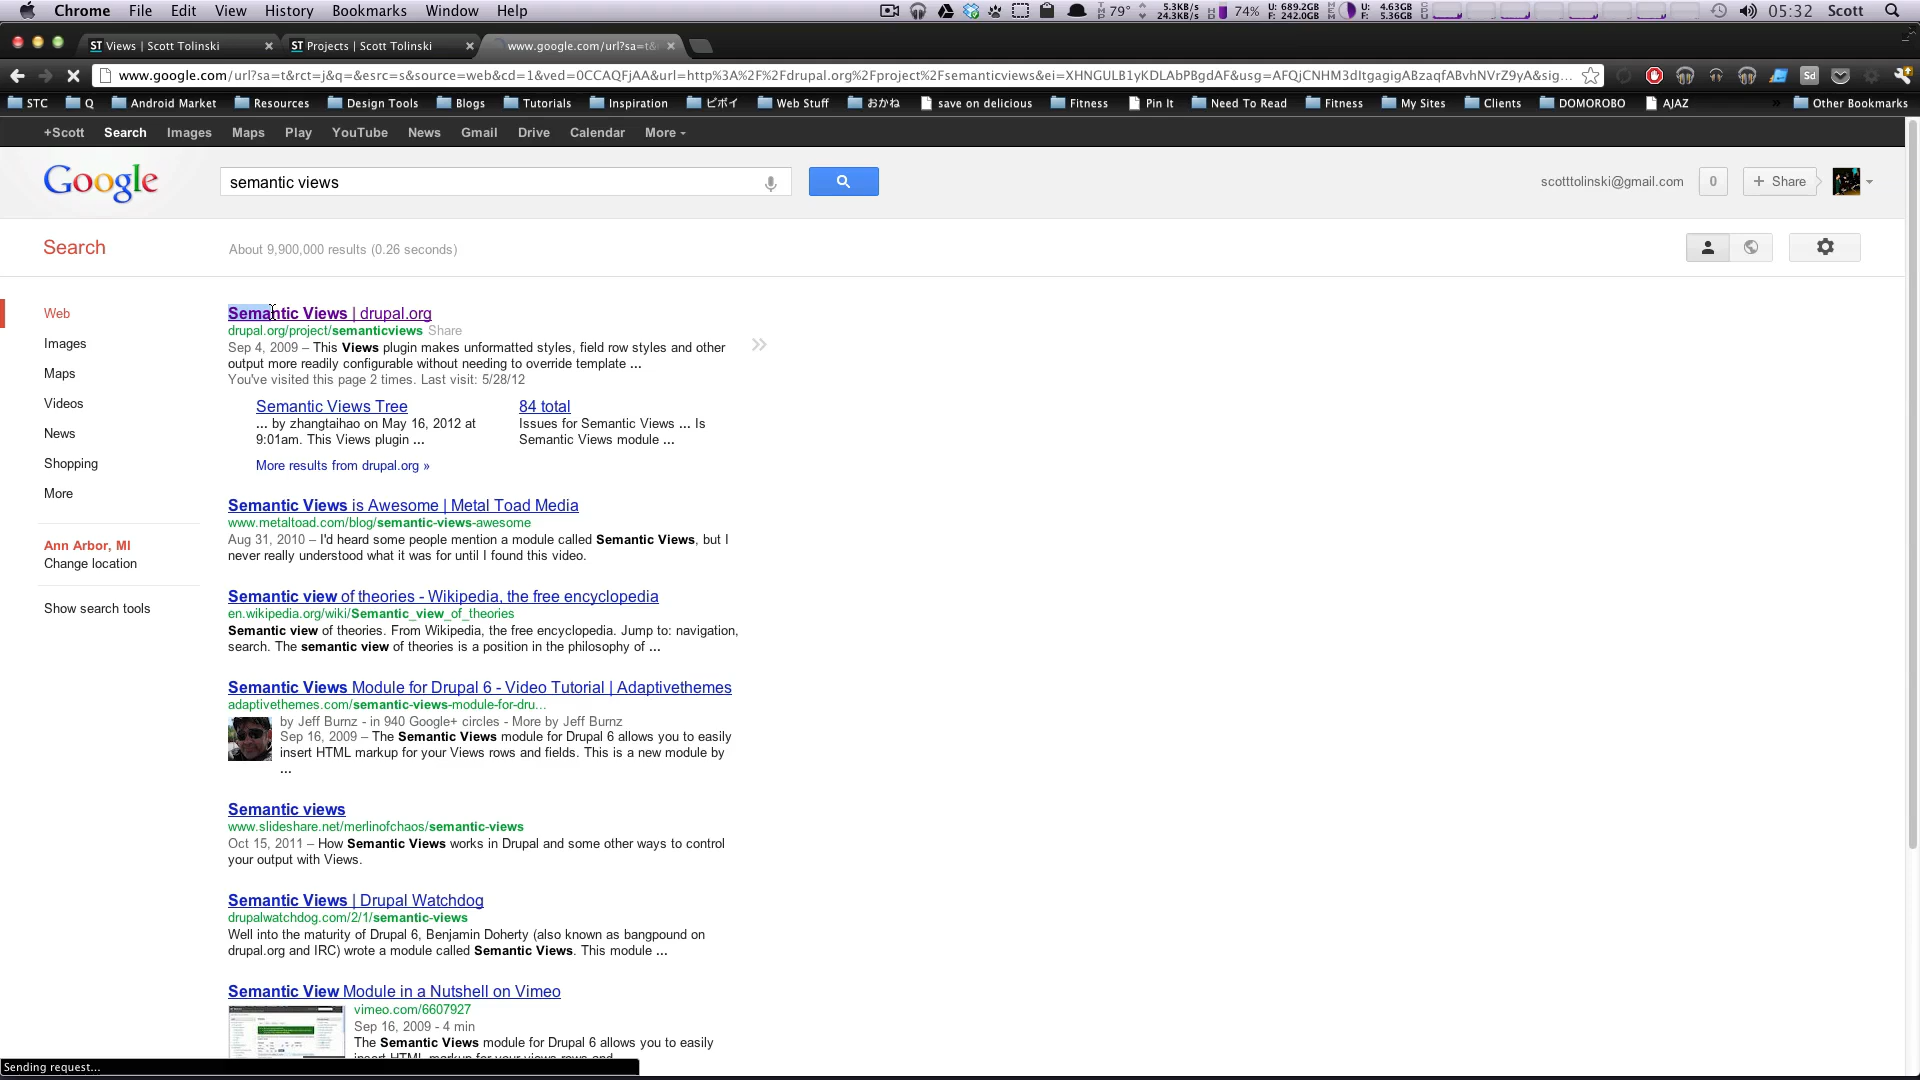 Chrome File Edit View History Bookmarks Window Help
79° 5.3KB/s 24.3KB/s 74% U: 689.2GB F: 242.0GB U: 4.63GB F: 5.36GB 05:32 Scott
ST Views | Scott Tolinski
ST Projects | Scott Tolinski
www.google.com/url?sa=t&
www.google.com/url?sa=t&rct=j&q=&esrc=s&source=web&cd=1&ved=0CCAQFjAA&url=http%3A%2F%2Fdrupal.org%2Fproject%2Fsemanticviews&ei=XHNGULB1yKDLAbPBgdAF&usg=AFQjCNHM3dItgagigABzaqfABvhNVrZ9yA&sig...
STC Q Android Market Resources Design Tools Blogs Tutorials Inspiration ビボイ Web Stuff おかね save on delicious Fitness Pin It Need To Read Fitness My Sites Clients DOMOROBO AJAZ » Other Bookmarks
+Scott Search Images Maps Play YouTube News Gmail Drive Calendar More
Google
semantic views
scotttolinski@gmail.com 0 + Share
Search
About 9,900,000 results (0.26 seconds)
Web
Images
Maps
Videos
News
Shopping
More
Ann Arbor, MI
Change location
Show search tools
Semantic Views | drupal.org
drupal.org/project/semanticviews Share
Sep 4, 2009 – This Views plugin makes unformatted styles, field row styles and other
output more readily configurable without needing to override template ...
You've visited this page 2 times. Last visit: 5/28/12
Semantic Views Tree
... by zhangtaihao on May 16, 2012 at
9:01am. This Views plugin ...
84 total
Issues for Semantic Views ... Is
Semantic Views module ...
More results from drupal.org »
Semantic Views is Awesome | Metal Toad Media
www.metaltoad.com/blog/semantic-views-awesome
Aug 31, 2010 – I'd heard some people mention a module called Semantic Views, but I
never really understood what it was for until I found this video.
Semantic view of theories - Wikipedia, the free encyclopedia
en.wikipedia.org/wiki/Semantic_view_of_theories
Semantic view of theories. From Wikipedia, the free encyclopedia. Jump to: navigation,
search. The semantic view of theories is a position in the philosophy of ...
Semantic Views Module for Drupal 6 - Video Tutorial | Adaptivethemes
adaptivethemes.com/semantic-views-module-for-dru...
by Jeff Burnz - in 940 Google+ circles - More by Jeff Burnz
Sep 16, 2009 – The Semantic Views module for Drupal 6 allows you to easily
insert HTML markup for your Views rows and fields. This is a new module by
...
Semantic views
www.slideshare.net/merlinofchaos/semantic-views
Oct 15, 2011 – How Semantic Views works in Drupal and some other ways to control
your output with Views.
Semantic Views | Drupal Watchdog
drupalwatchdog.com/2/1/semantic-views
Well into the maturity of Drupal 6, Benjamin Doherty (also known as bangpound on
drupal.org and IRC) wrote a module called Semantic Views. This module ...
Semantic View Module in a Nutshell on Vimeo
vimeo.com/6607927
Sep 16, 2009 - 4 min
The Semantic Views module for Drupal 6 allows you to easily
insert HTML markup for your views rows and
Sending request...